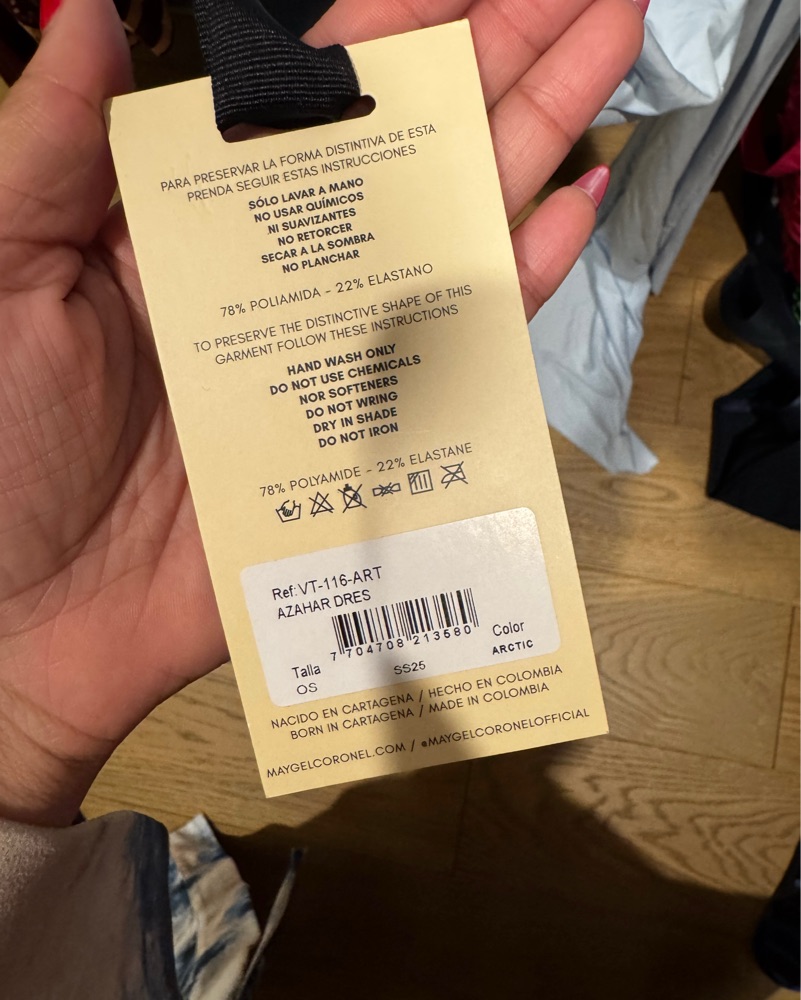 PARA PRESERVAR LA FORMA DISTINTIVA DE ESTA
PRENDA SEGUIR ESTAS INSTRUCCIONES
SÓLO LAVAR A MANO
NO USAR QUÍMICOS
NI SUAVIZANTES
NO RETORCER
SECAR A LA SOMBRA
NO PLANCHAR
78% POLIAMIDA - 22% ELASTANO
TO PRESERVE THE DISTINCTIVE SHAPE OF THIS
GARMENT FOLLOW THESE INSTRUCTIONS
HAND WASH ONLY
DO NOT USE CHEMICALS
NOR SOFTENERS
DO NOT WRING
DRY IN SHADE
DO NOT IRON
78% POLYAMIDE - 22% ELASTANE
Ref: VT-116-ART
AZAHAR DRES
7 704708 213580
Talla
OS
SS25
Color
ARCTIC
NACIDO EN CARTAGENA / HECHO EN COLOMBIA
BORN IN CARTAGENA / MADE IN COLOMBIA
MAYGELCORONEL.COM / @MAYGELCORONELOFFICIAL